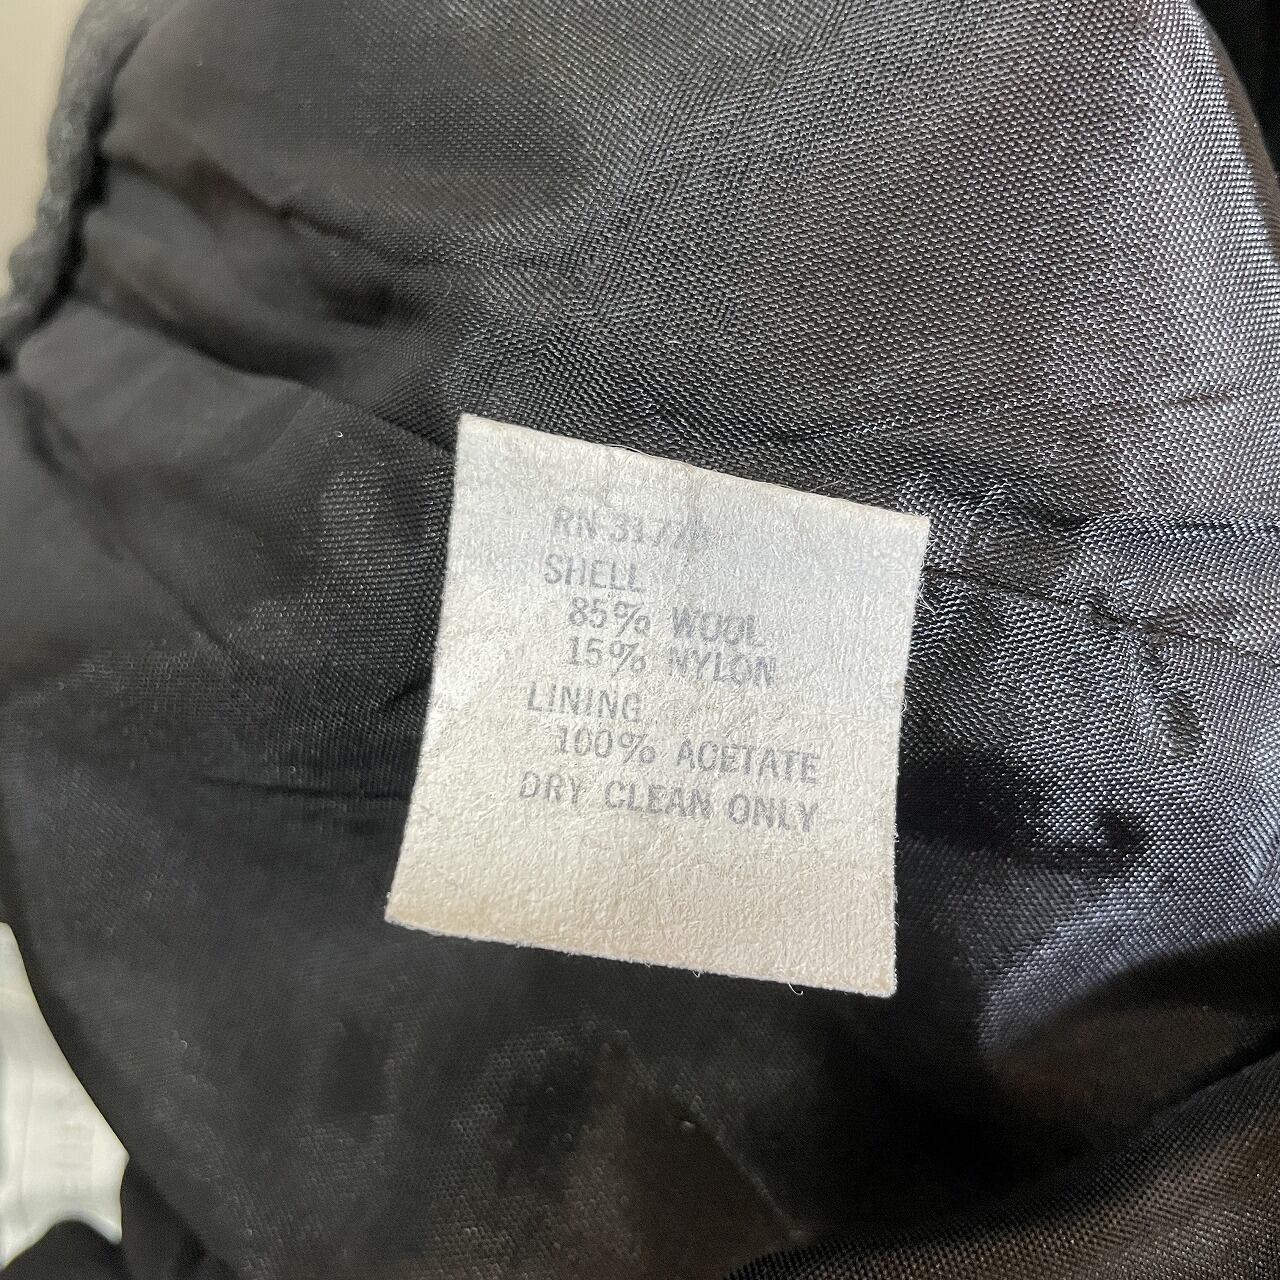 RN
SHELL
85% WOOL
15% NYLON
LINING
100% ACETATE
DRY CLEAN ONLY